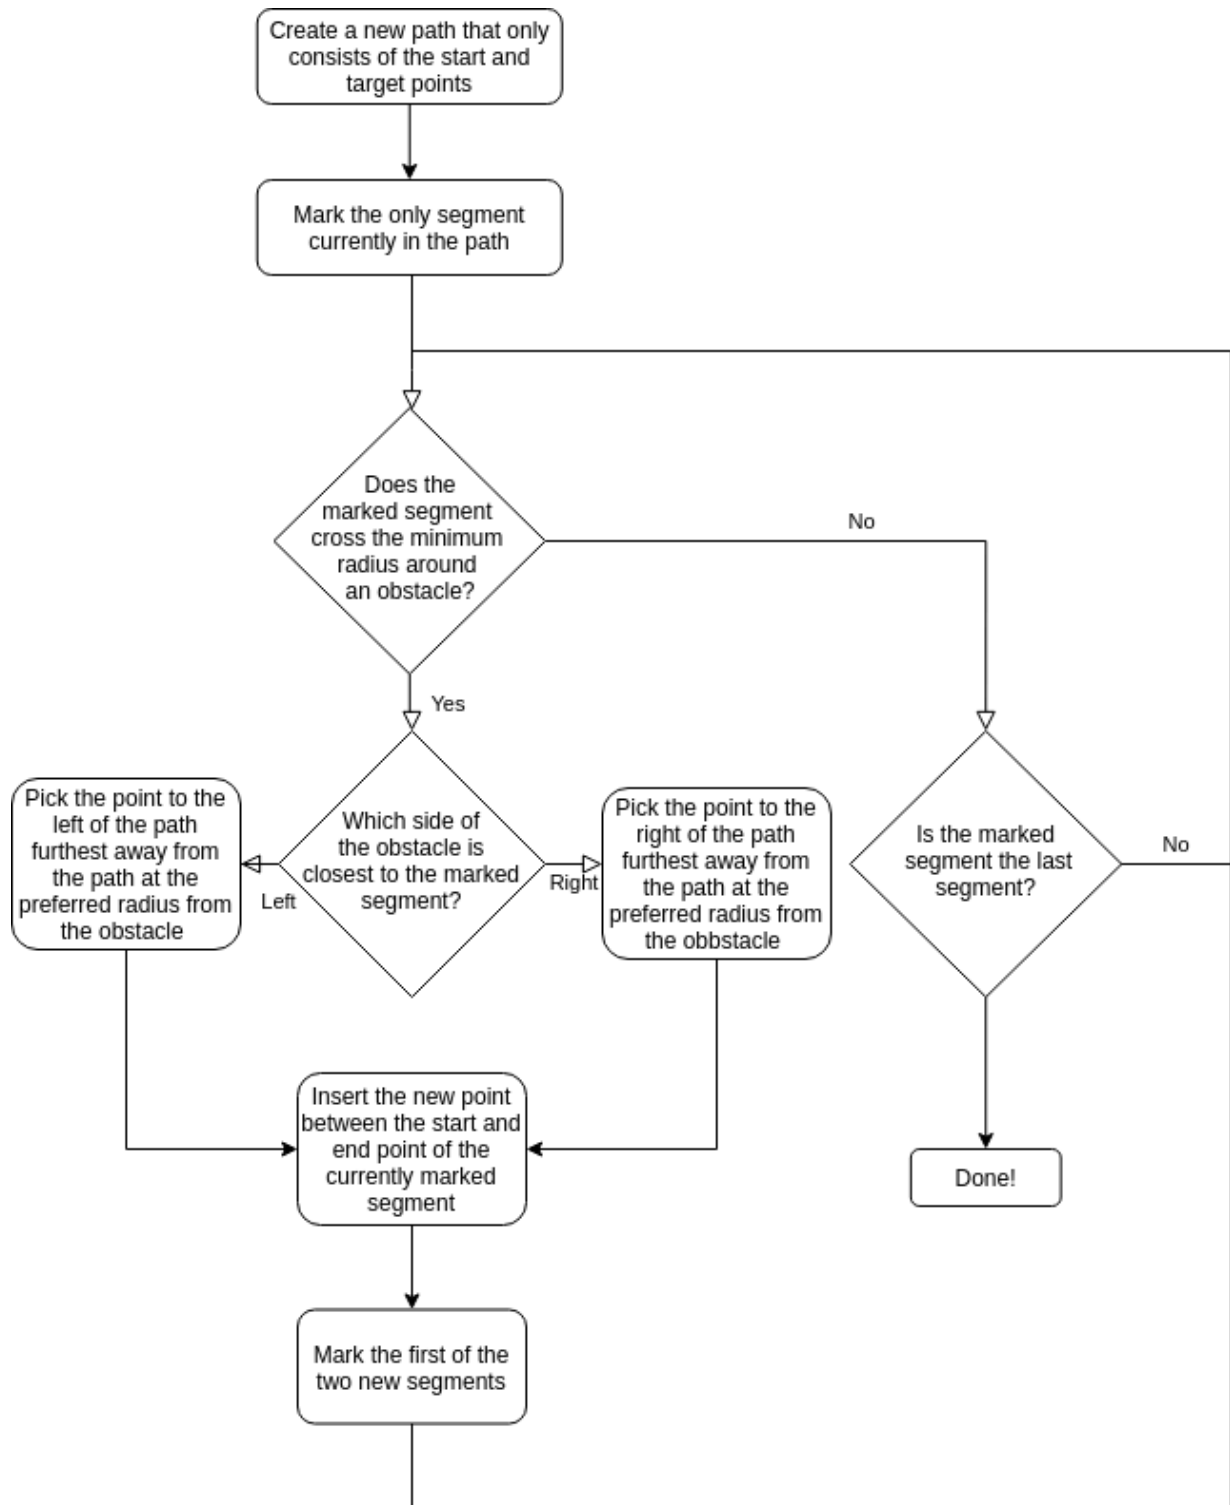 Create a new path that only
consists of the start and
target points
Mark the only segment
currently in the path
Does the
marked segment
cross the minimum
radius around
an obstacle?
No
Yes
Pick the point to the
left of the path
furthest away from
the path at the
preferred radius from
the obstacle
Left
Which side of
the obstacle is
closest to the marked
segment?
Right
Pick the point to the
right of the path
furthest away from
the path at the
preferred radius from
the obbstacle
Is the marked
segment the last
segment?
No
Insert the new point
between the start and
end point of the
currently marked
segment
Done!
Mark the first of the
two new segments